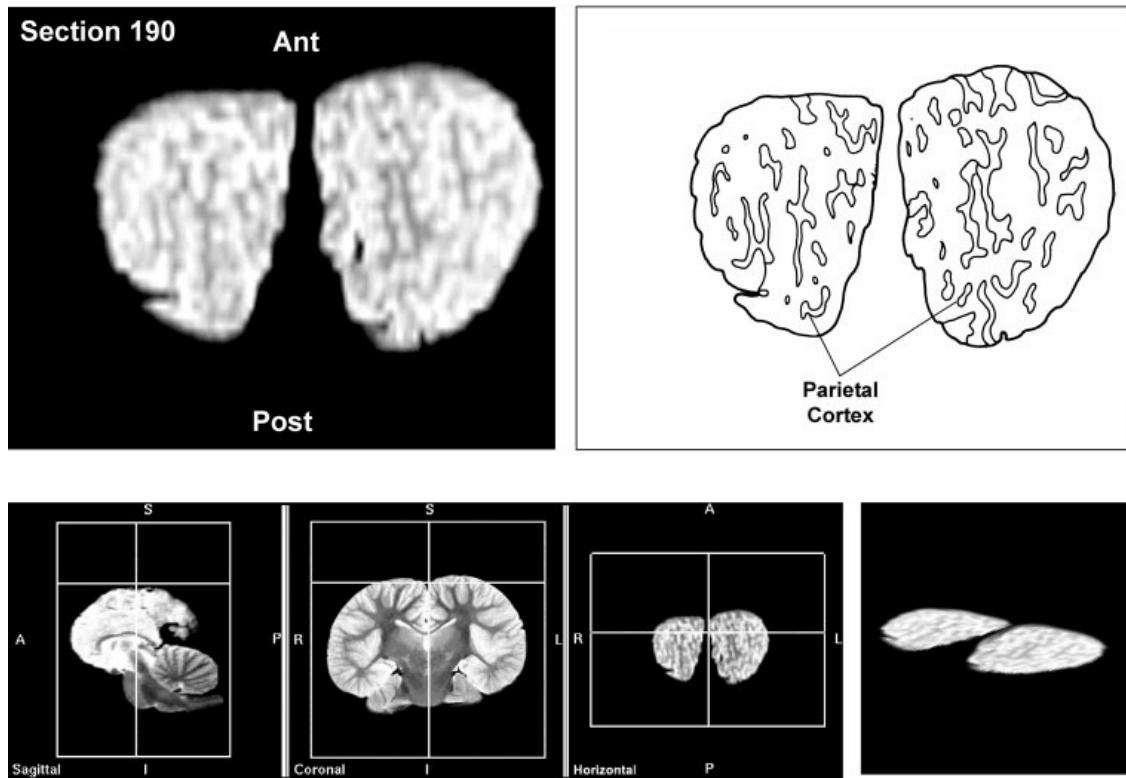 Section 190
Ant
Post
Parietal
Cortex
S
A
P
Sagittal
I
S
R
L
Coronal
I
A
R
L
Horizontal
P